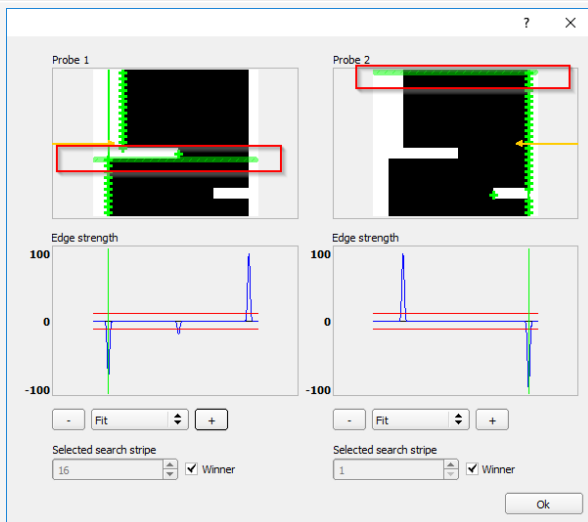 ?
Probe 1
Probe 2
Edge strength
100
0
-100
Edge strength
100
0
-100
-
Fit
+
-
Fit
+
Selected search stripe
16
Winner
Selected search stripe
1
Winner
Ok